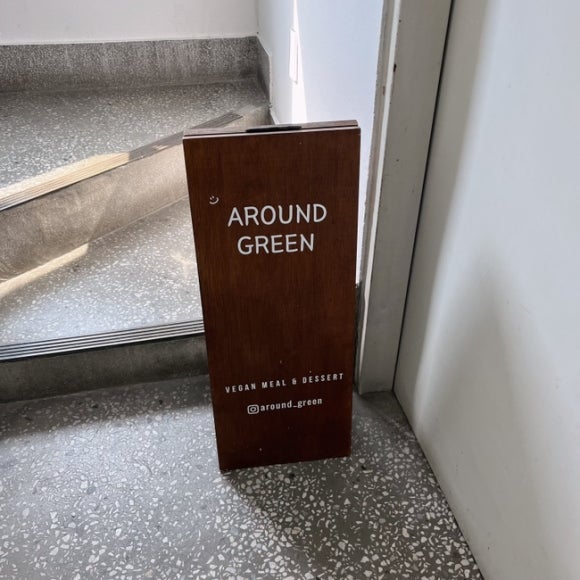 AROUND
GREEN
VEGAN MEAL & DESSERT
around_green